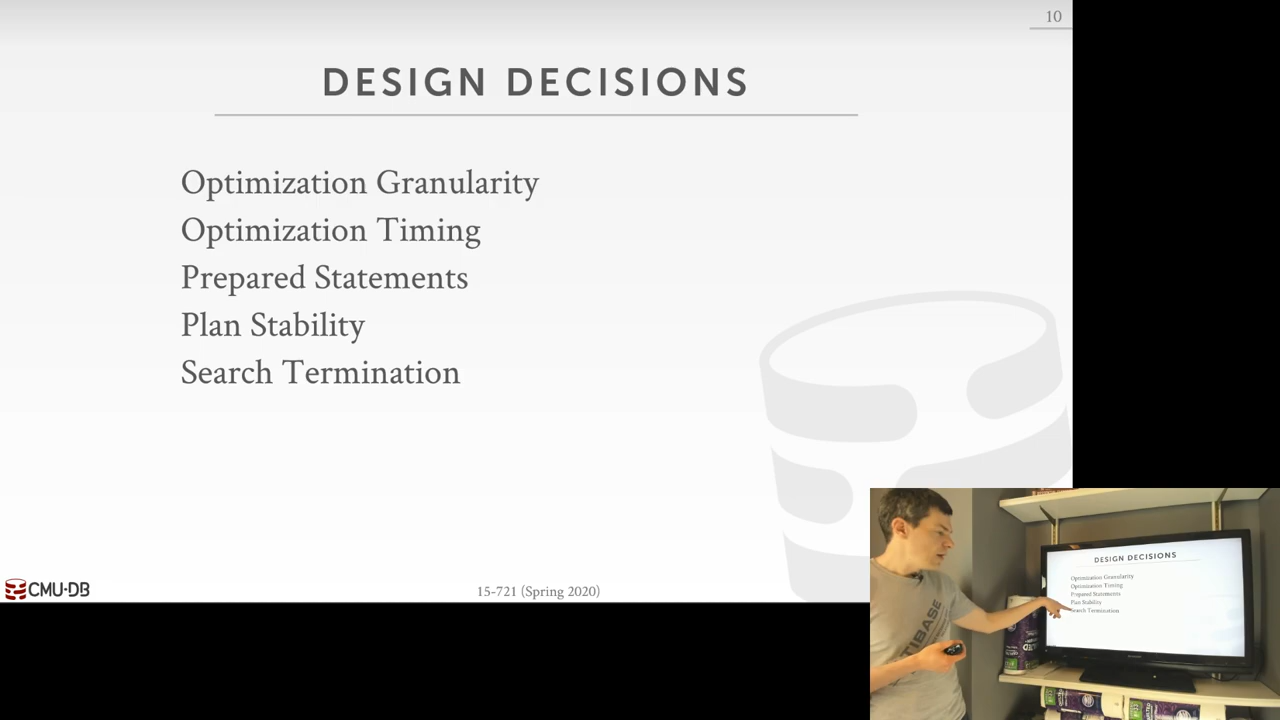 10
DESIGN DECISIONS
Optimization Granularity
Optimization Timing
Prepared Statements
Plan Stability
Search Termination
CMU·DB
15-721 (Spring 2020)
DESIGN DECISIONS
Optimization Granularity
Optimization Timing
Prepared Statements
Plan Stability
Search Termination
TIBASE